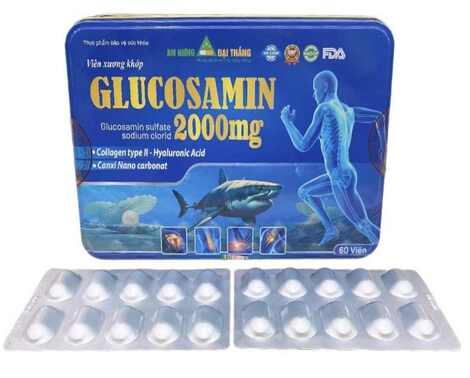 Thực phẩm bảo vệ sức khỏe
AN HƯNG ĐẠI THẮNG
FDA
Viên xương khớp
GLUCOSAMIN
Glucosamin sulfate
sodium clorid
2000mg
• Collagen type II - Hyaluronic Acid
• Canxi Nano carbonat
60 Viên